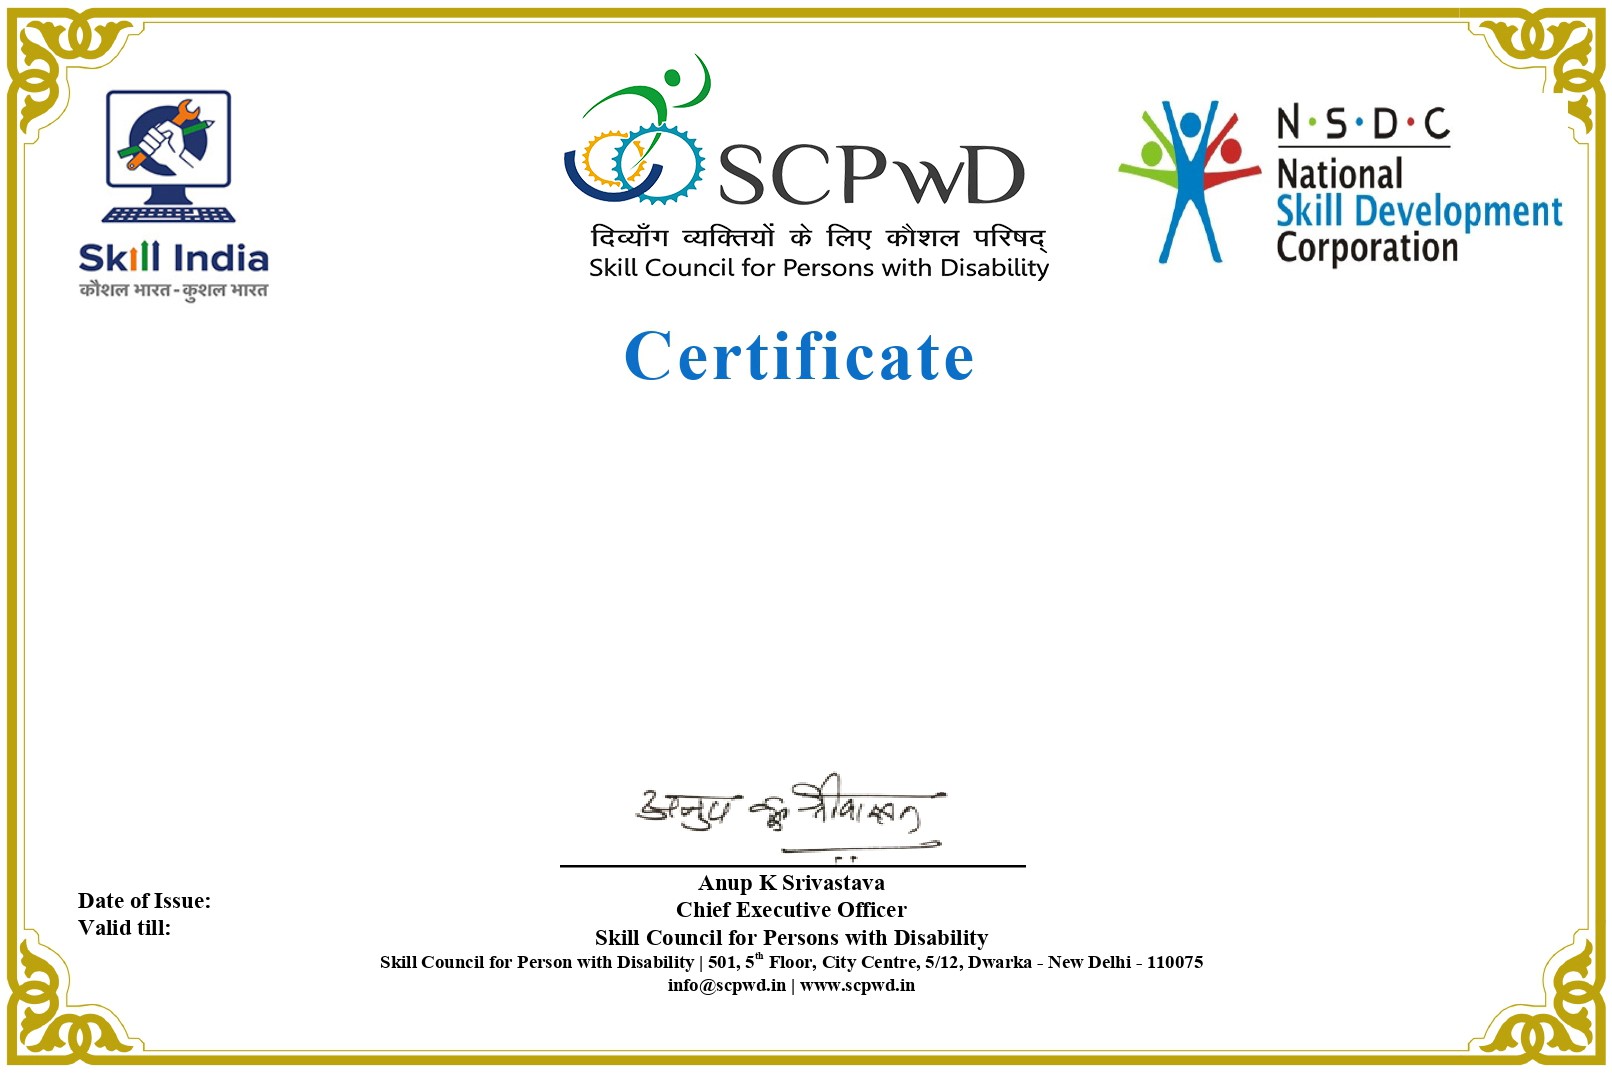 Skill India
कौशल भारत-कुशल भारत
SCPwD
दिव्याँग व्यक्तियों के लिए कौशल परिषद्
Skill Council for Persons with Disability
N·S·D·C
National
Skill Development
Corporation
Certificate
अनुप कु श्रीवास्तव
Anup K Srivastava
Chief Executive Officer
Skill Council for Persons with Disability
Date of Issue:
Valid till:
Skill Council for Person with Disability | 501, 5th Floor, City Centre, 5/12, Dwarka - New Delhi - 110075
info@scpwd.in | www.scpwd.in